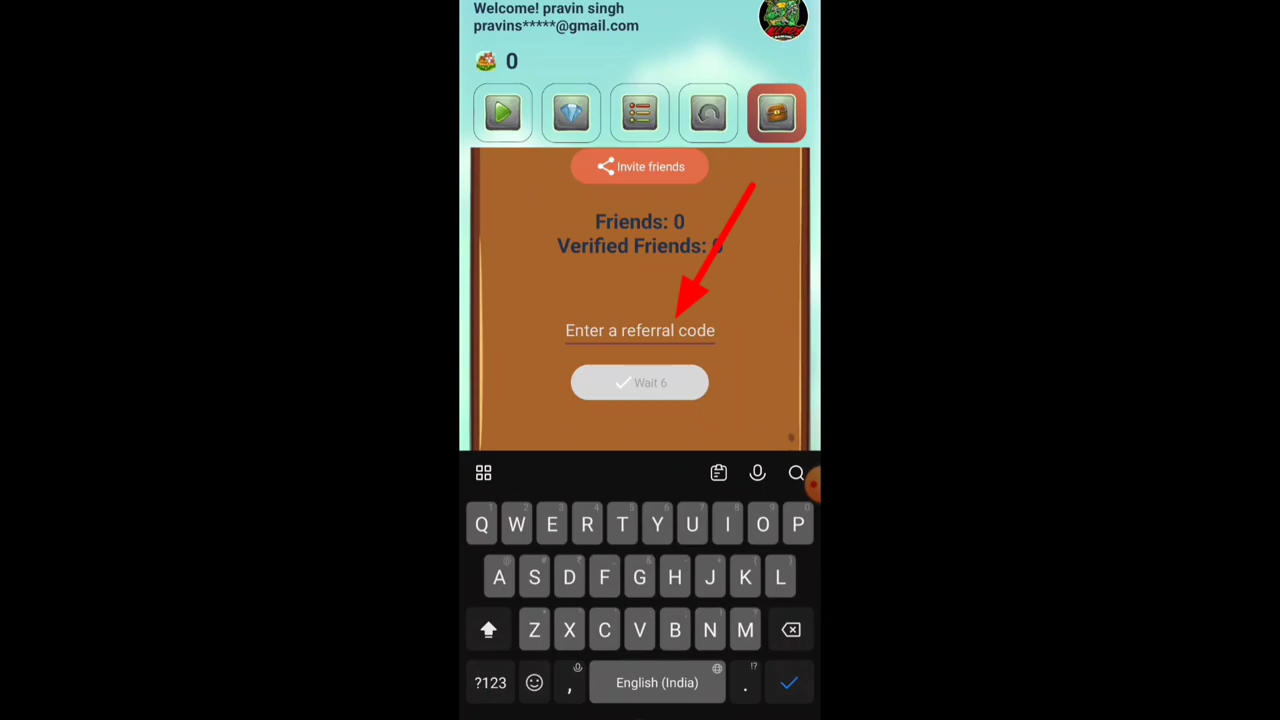 Welcome! pravin singh
pravins*****@gmail.com
0
Invite friends
Friends: 0
Verified Friends: 0
Enter a referral code
Wait 6
Q W E R T Y U I O P
A S D F G H J K L
Z X C V B N M
?123 , English (India) .